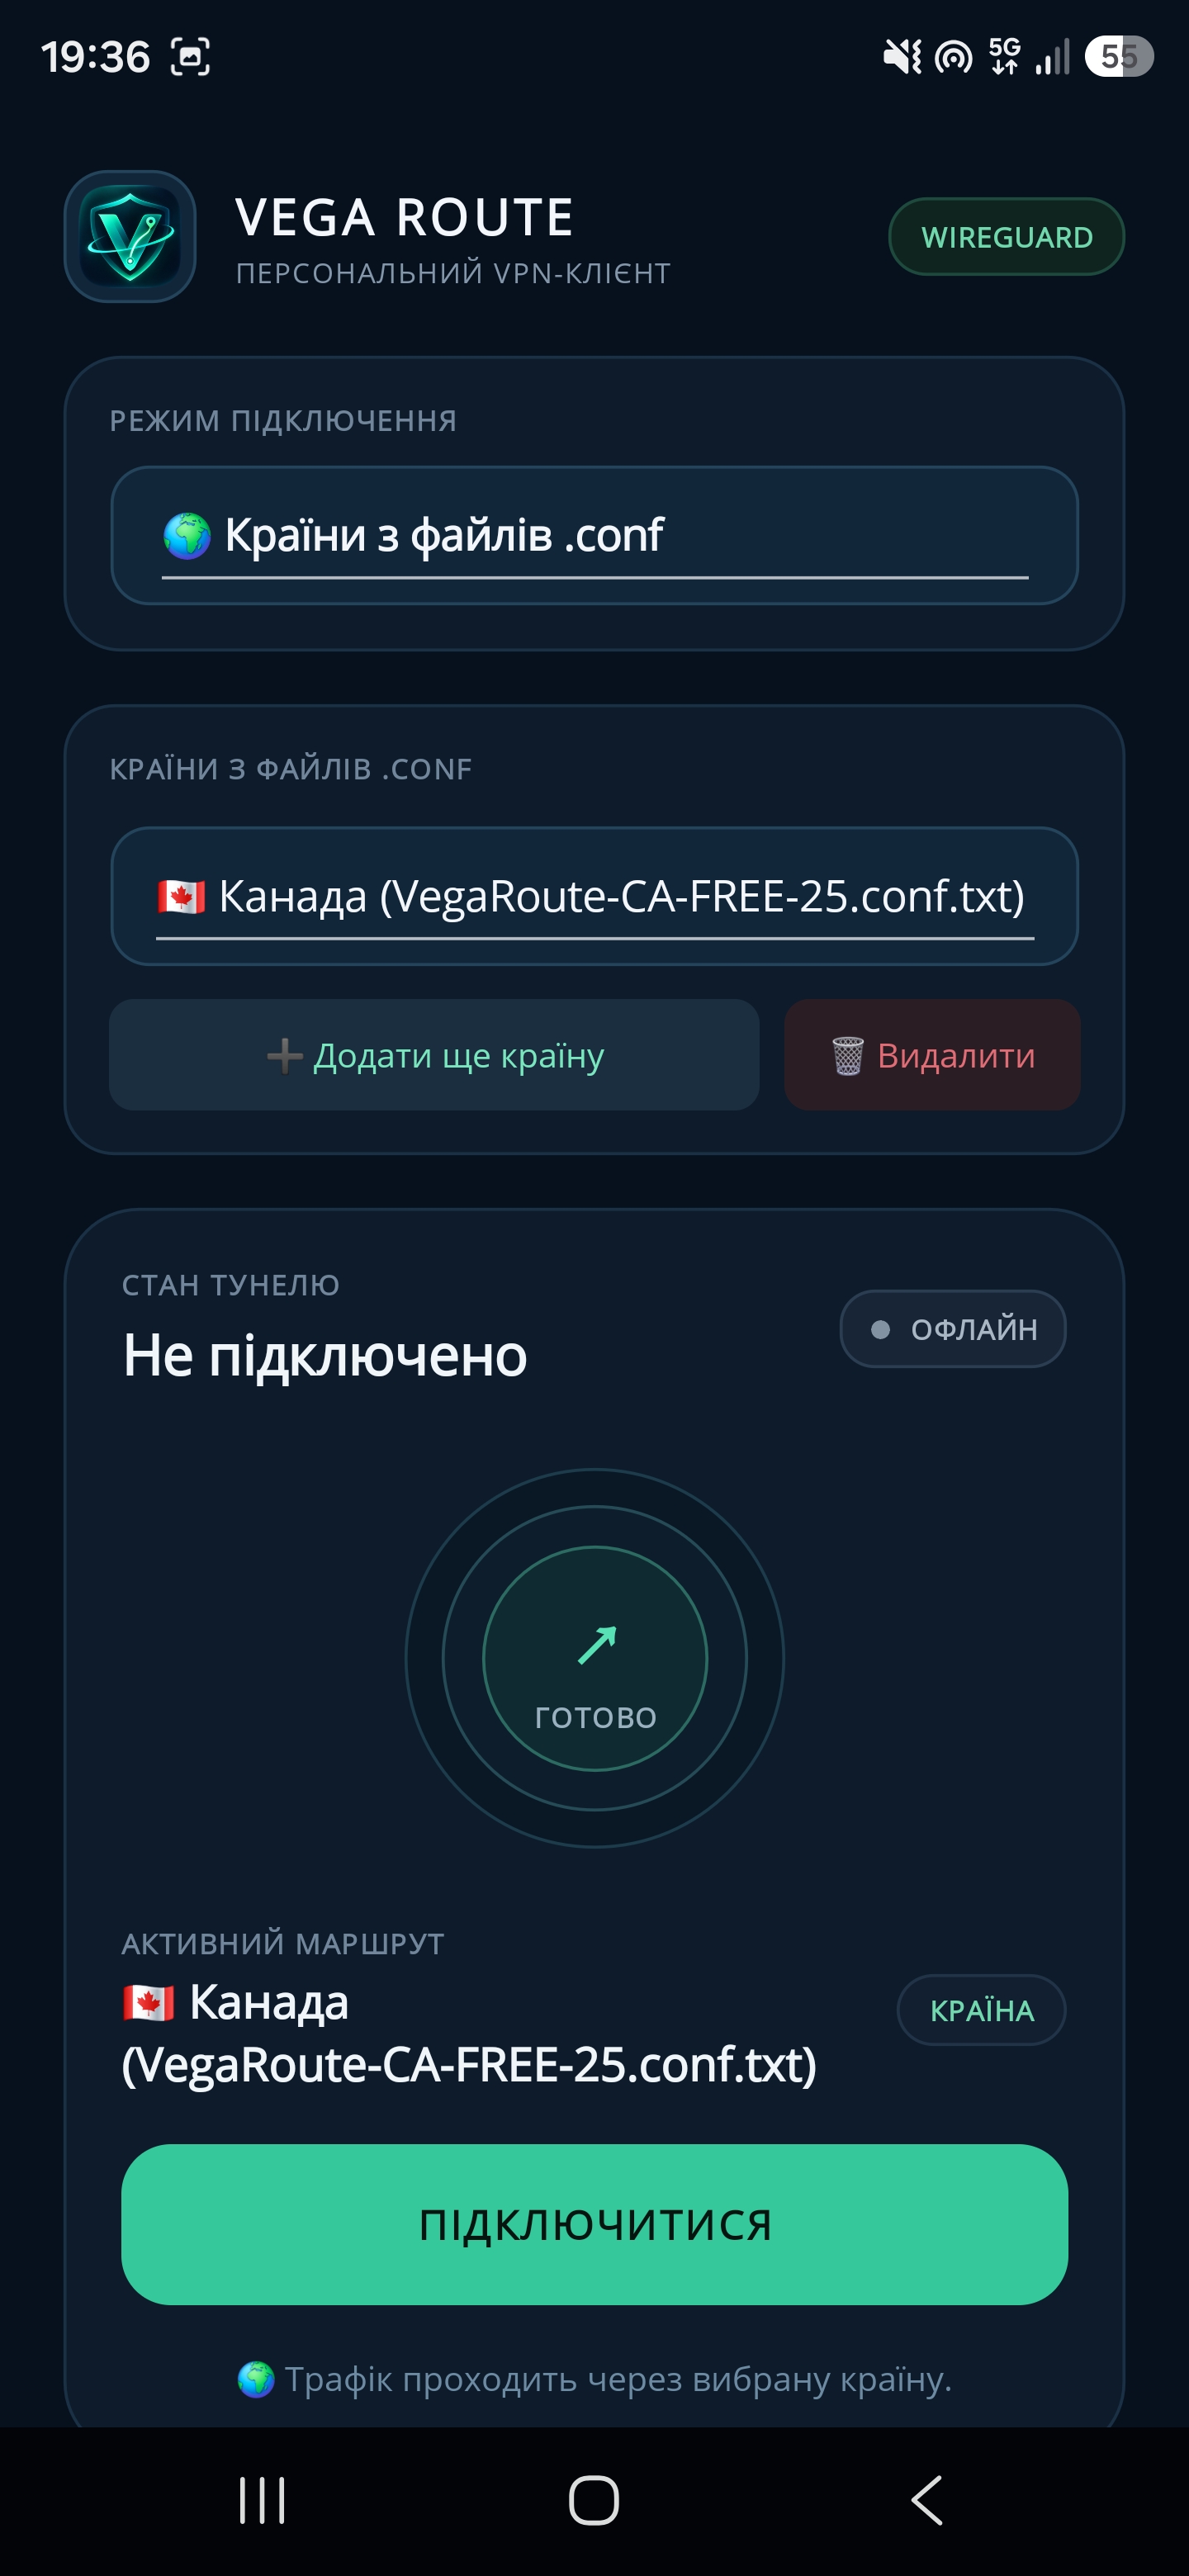 19:36
5G
55
VEGA ROUTE
ПЕРСОНАЛЬНИЙ VPN-КЛІЄНТ
WIREGUARD
РЕЖИМ ПІДКЛЮЧЕННЯ
🌍 Країни з файлів .conf
КРАЇНИ З ФАЙЛІВ .CONF
🇨🇦 Канада (VegaRoute-CA-FREE-25.conf.txt)
➕ Додати ще країну
🗑️ Видалити
СТАН ТУНЕЛЮ
Не підключено
ОФЛАЙН
↗
ГОТОВО
АКТИВНИЙ МАРШРУТ
🇨🇦 Канада
(VegaRoute-CA-FREE-25.conf.txt)
КРАЇНА
ПІДКЛЮЧИТИСЯ
🌍 Трафік проходить через вибрану країну.